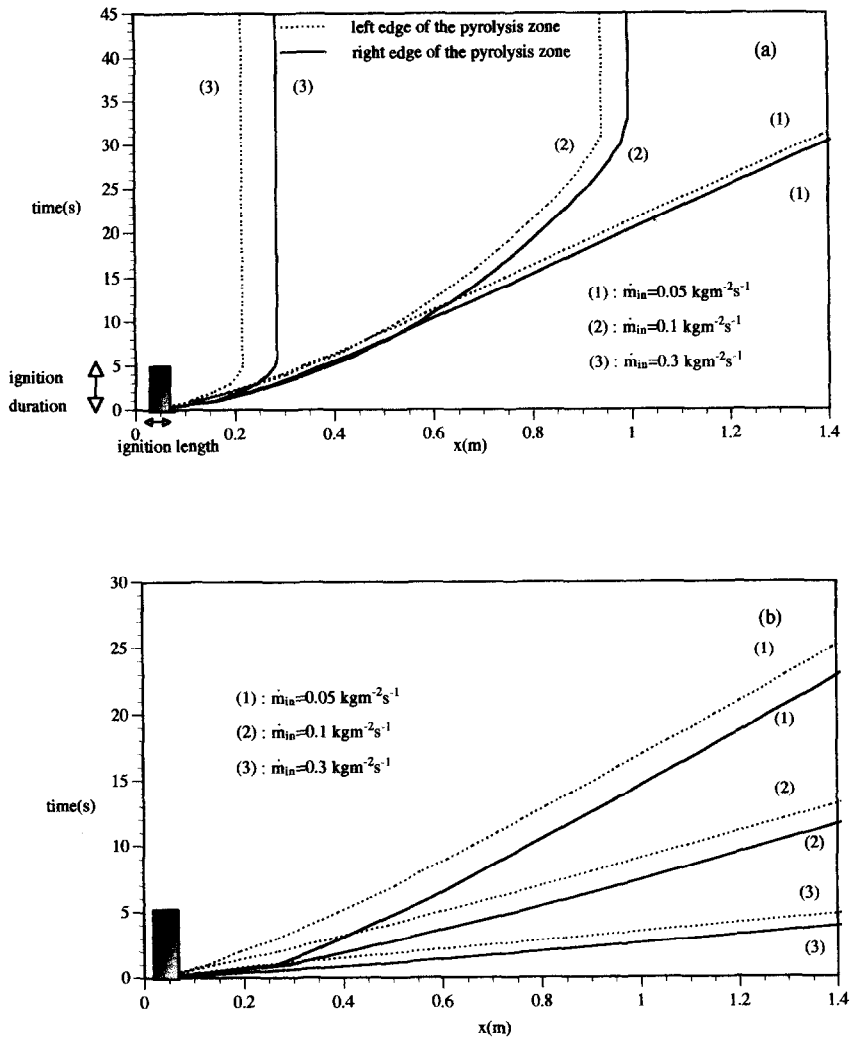 45
40
35
30
25
20
15
10
5
0
time(s)
left edge of the pyrolysis zone
right edge of the pyrolysis zone
(a)
(3)
(3)
(2)
(2)
(1)
(1)
(1) : ṁin=0.05 kgm-2s-1
(2) : ṁin=0.1 kgm-2s-1
(3) : ṁin=0.3 kgm-2s-1
ignition
duration
0
0.2
0.4
0.6
0.8
1
1.2
1.4
ignition length
x(m)
30
25
20
15
10
5
0
time(s)
(b)
(1)
(1)
(2)
(2)
(3)
(3)
(1) : ṁin=0.05 kgm-2s-1
(2) : ṁin=0.1 kgm-2s-1
(3) : ṁin=0.3 kgm-2s-1
0
0.2
0.4
0.6
0.8
1
1.2
1.4
x(m)